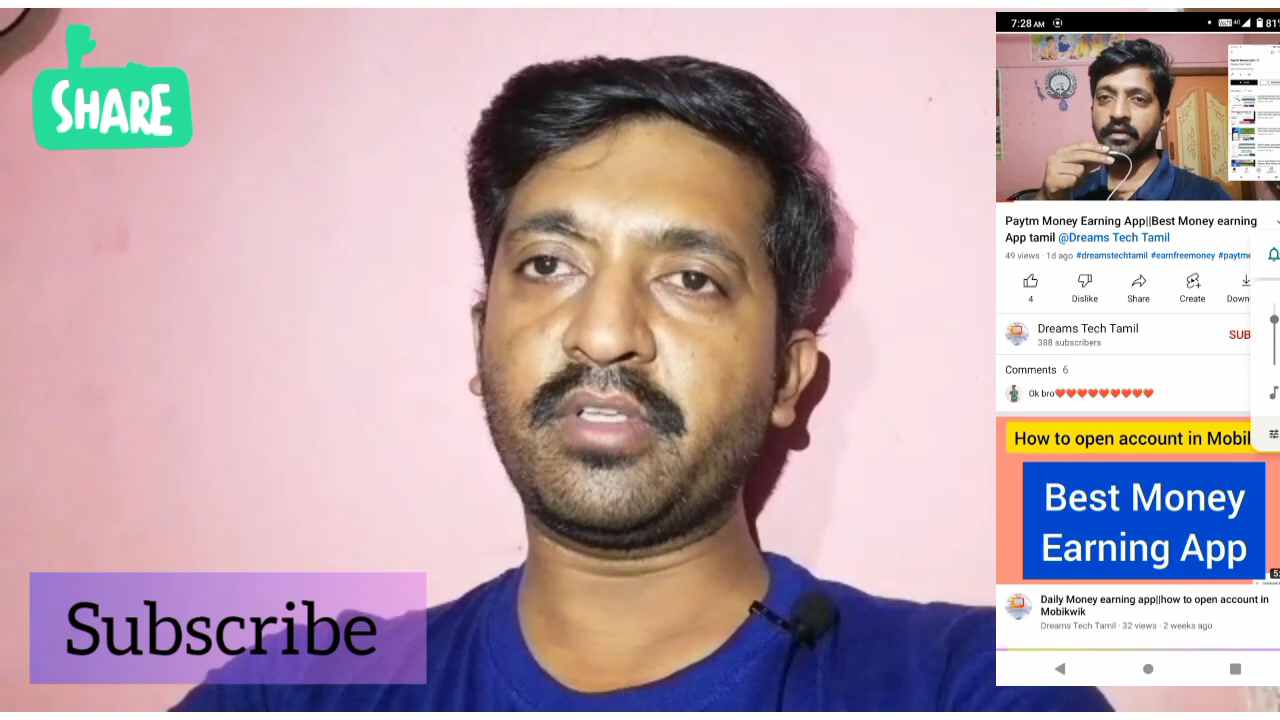 SHARE
Subscribe
7:28 AM
81%
Paytm Money Earning App||Best Money earning
App tamil @Dreams Tech Tamil
49 views · 1d ago #dreamstechtamil #earnfreemoney
4
Dislike
Share
Create
Dreams Tech Tamil
388 subscribers
SUB
Comments 6
Ok bro❤️❤️❤️❤️❤️❤️❤️❤️❤️
How to open account in
Best Money
Earning App
Daily Money earning app||how to open account in
Mobikwik
Dreams Tech Tamil · 32 views · 2 weeks ago